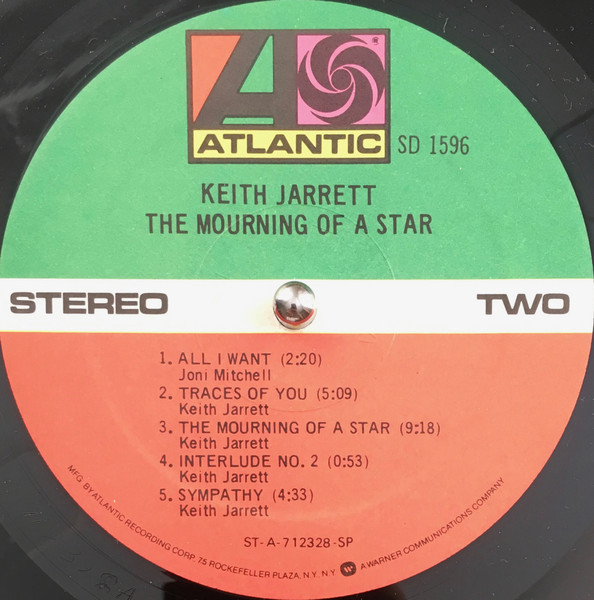 ATLANTIC
SD 1596
KEITH JARRETT
THE MOURNING OF A STAR
STEREO
TWO
1. ALL I WANT (2:20)
Joni Mitchell
2. TRACES OF YOU (5:09)
Keith Jarrett
3. THE MOURNING OF A STAR (9:18)
Keith Jarrett
4. INTERLUDE NO. 2 (0:53)
Keith Jarrett
5. SYMPATHY (4:33)
Keith Jarrett
ST-A-712328-SP
MFG. BY ATLANTIC RECORDING CORP. 75 ROCKEFELLER PLAZA, N.Y. N.Y. A WARNER COMMUNICATIONS COMPANY